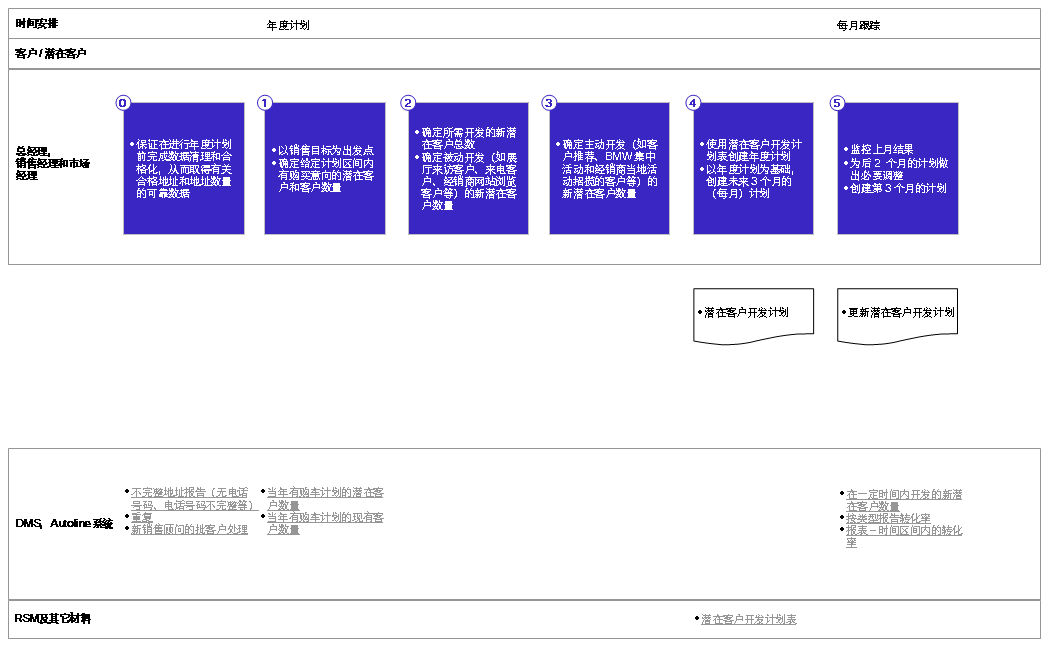 时间安排
年度计划
每月跟踪
客户 / 潜在客户
总经理,
销售经理和市场
经理
0
• 保证在进行年度计划
前完成数据清理和合
格化，从而取得有关
合格地址和地址数量
的可靠数据
1
• 以销售目标为出发点
• 确定给定计划区间内
有购买意向的潜在客
户和客户数量
2
• 确定所需开发的新潜
在客户总数
• 确定被动开发（如展
厅来访客户、来电客
户、经销商网站浏览
客户等）的新潜在客
户数量
3
• 确定主动开发（如客
户推荐、BMW 集中
活动和经销商当地活
动招揽的客户等）的
新潜在客户数量
4
• 使用潜在客户开发计
划表创建年度计划
• 以年度计划为基础，
创建未来 3 个月的
（每月）计划
5
• 监控上月结果
• 为后 2 个月的计划做
出必要调整
• 创建第 3 个月的计划
• 潜在客户开发计划
• 更新潜在客户开发计划
DMS，Autoline 系统
• 不完整地址报告（无电话
号码、电话号码不完整等）
• 重复
• 新销售顾问的批客户处理
• 当年有购车计划的潜在客
户数量
• 当年有购车计划的现有客
户数量
• 在一定时间内开发的新潜
在客户数量
• 按类型报告转化率
• 报表 – 时间区间内的转化
率
RSM及其它材料
• 潜在客户开发计划表